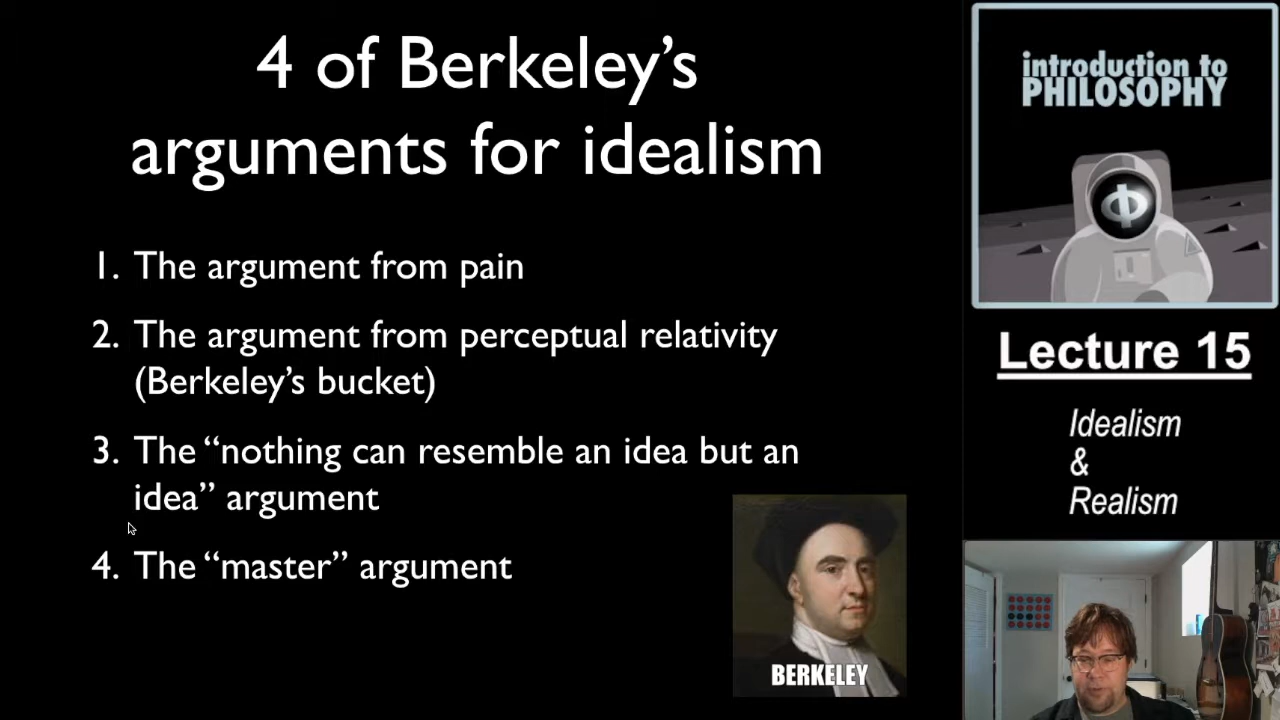 4 of Berkeley’s
arguments for idealism
1. The argument from pain
2. The argument from perceptual relativity
(Berkeley’s bucket)
3. The “nothing can resemble an idea but an
idea” argument
4. The “master” argument
BERKELEY
introduction to
PHILOSOPHY
Φ
Lecture 15
Idealism
&
Realism